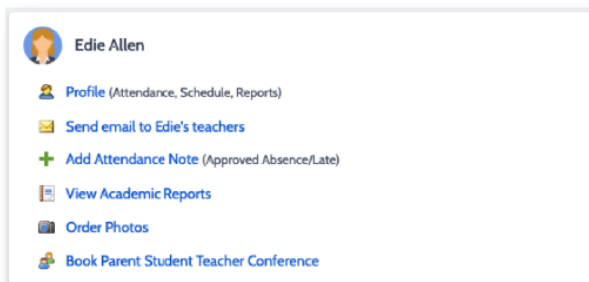 Edie Allen
Profile (Attendance, Schedule, Reports)
Send email to Edie's teachers
Add Attendance Note (Approved Absence/Late)
View Academic Reports
Order Photos
Book Parent Student Teacher Conference